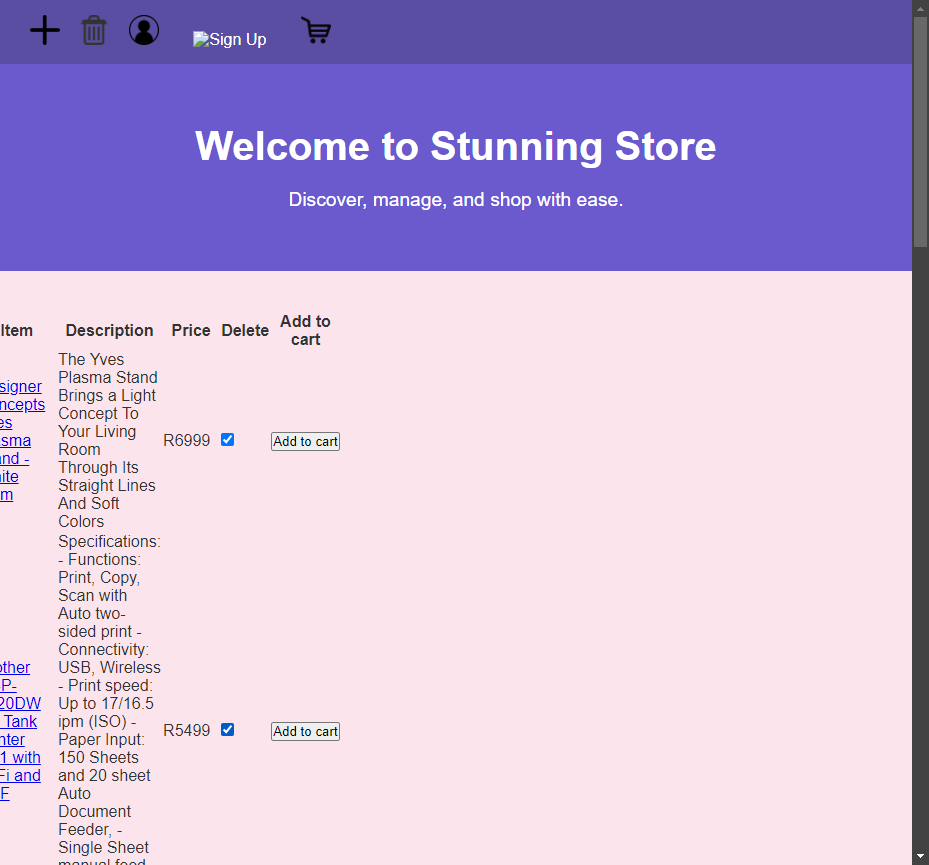 Sign Up
Welcome to Stunning Store
Discover, manage, and shop with ease.
Item Description Price Delete Add to cart
signer
ncepts
es
asma
and -
ite
m
The Yves
Plasma Stand
Brings a Light
Concept To
Your Living
Room
Through Its
Straight Lines
And Soft
Colors
R6999
Add to cart
other
P-
20DW
Tank
nter
1 with
Fi and
F
Specifications:
- Functions:
Print, Copy,
Scan with
Auto two-
sided print -
Connectivity:
USB, Wireless
- Print speed:
Up to 17/16.5
ipm (ISO) -
Paper Input:
150 Sheets
and 20 sheet
Auto
Document
Feeder, -
Single Sheet
manual feed
R5499
Add to cart